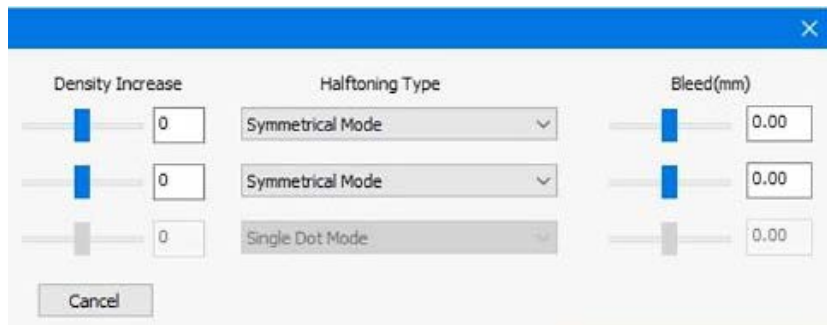 Density Increase Halftoning Type Bleed(mm)
0 Symmetrical Mode 0.00
0 Symmetrical Mode 0.00
0 Single Dot Mode 0.00
Cancel